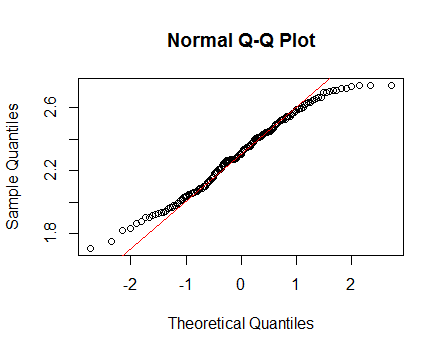 Normal Q-Q Plot
Sample Quantiles
2.6
2.2
1.8
-2 -1 0 1 2
Theoretical Quantiles